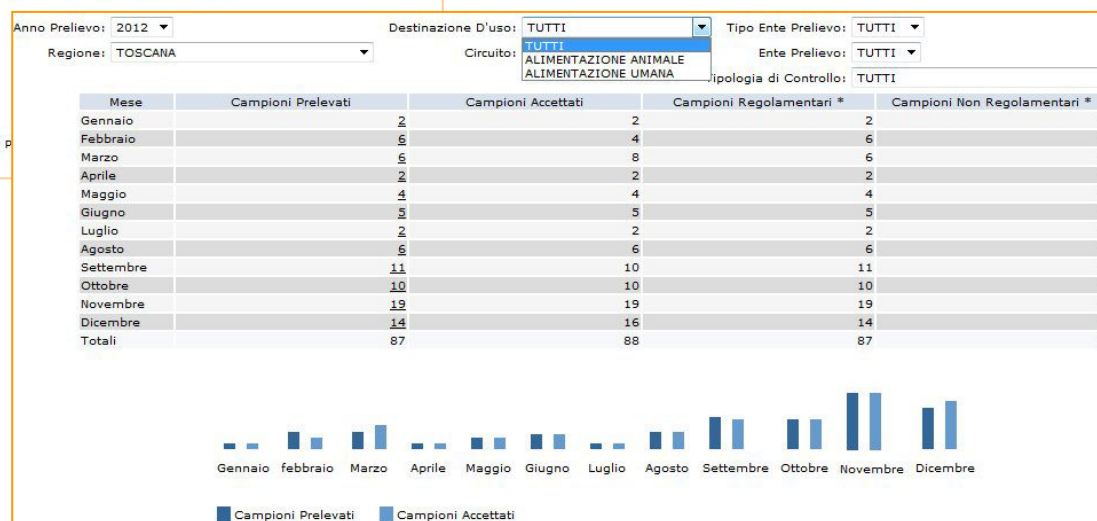 Anno Prelievo: 2012 Destinazione D'uso: TUTTI Tipo Ente Prelievo: TUTTI
TUTTI
ALIMENTAZIONE ANIMALE
ALIMENTAZIONE UMANA
Regione: TOSCANA Circuito: Ente Prelievo: TUTTI
Tipologia di Controllo: TUTTI
Mese Campioni Prelevati Campioni Accettati Campioni Regolamentari * Campioni Non Regolamentari *
Gennaio 2 2 2
Febbraio 6 4 6
Marzo 6 8 6
Aprile 2 2 2
Maggio 4 4 4
Giugno 5 5 5
Luglio 2 2 2
Agosto 6 6 6
Settembre 11 10 11
Ottobre 10 10 10
Novembre 19 19 19
Dicembre 14 16 14
Totali 87 88 87
Gennaio febbraio Marzo Aprile Maggio Giugno Luglio Agosto Settembre Ottobre Novembre Dicembre
Campioni Prelevati Campioni Accettati